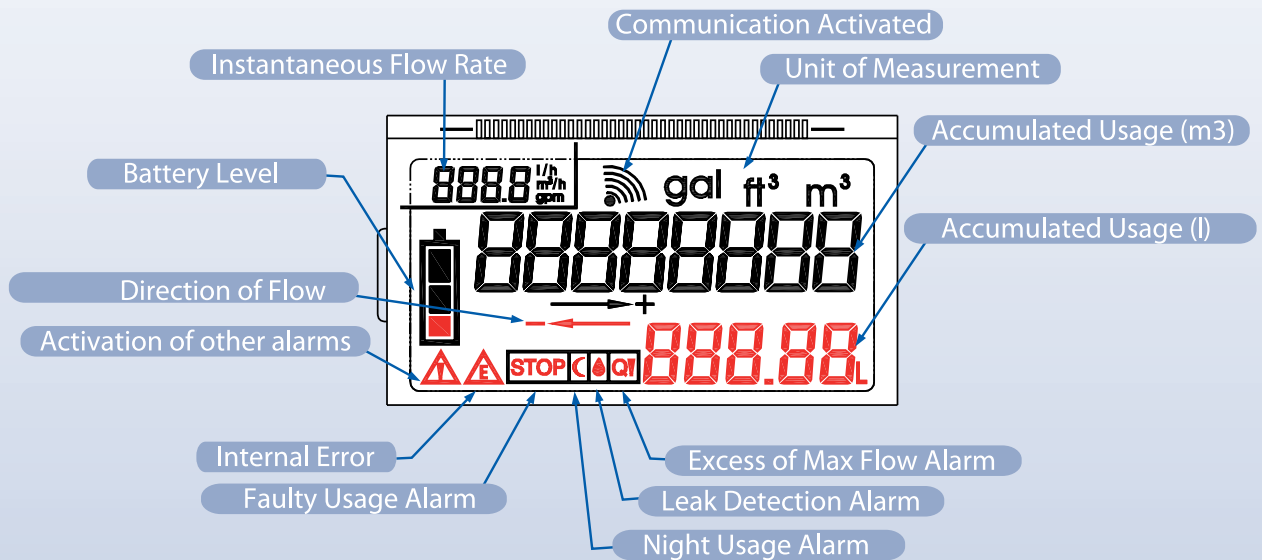 Communication Activated
Instantaneous Flow Rate
Unit of Measurement
Accumulated Usage (m3)
Battery Level
888.8 l/h m³/h gpm
gal ft³ m³
88888888
Accumulated Usage (l)
Direction of Flow
+
-
Activation of other alarms
! E STOP Q! 888.88L
Internal Error
Excess of Max Flow Alarm
Faulty Usage Alarm
Leak Detection Alarm
Night Usage Alarm